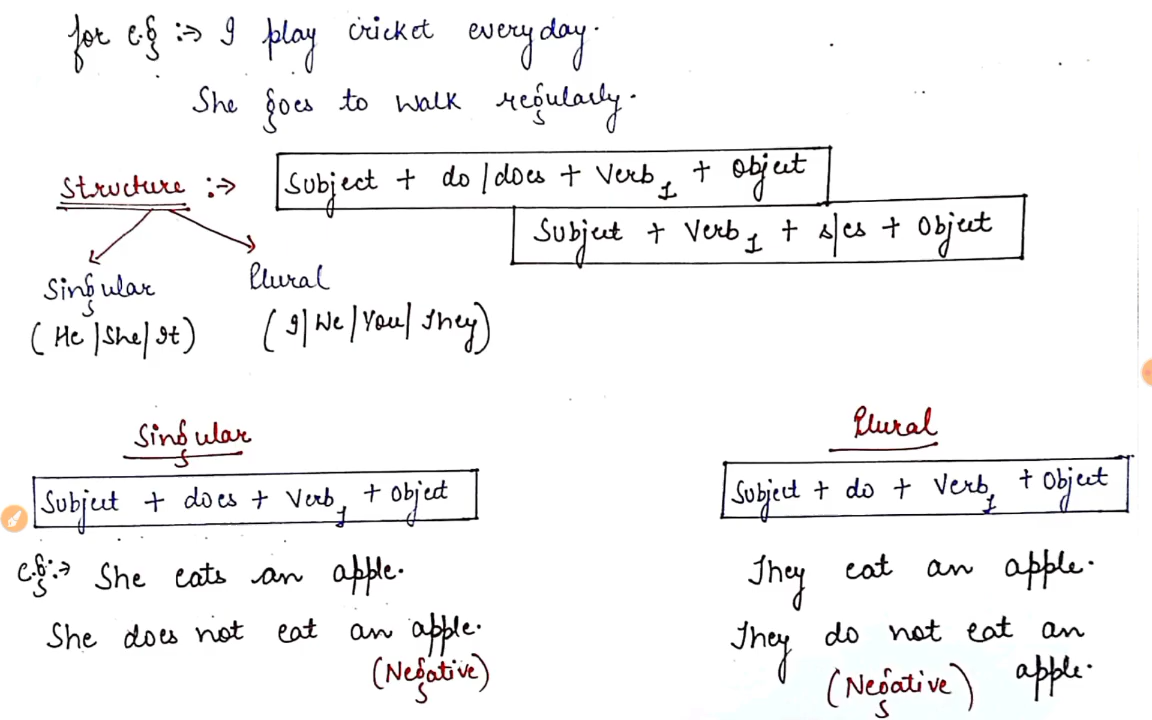 for e.g :→ I play cricket everyday.
She goes to walk regularly.
Structure :→ Subject + do/does + Verb1 + Object
Subject + Verb1 + s/es + Object
Singular Plural
(He/She/It) (I/We/You/They)
Singular Plural
Subject + does + Verb1 + Object Subject + do + Verb1 + Object
e.g:→ She eats an apple. They eat an apple.
She does not eat an apple. They do not eat an
(Negative) (Negative) apple.